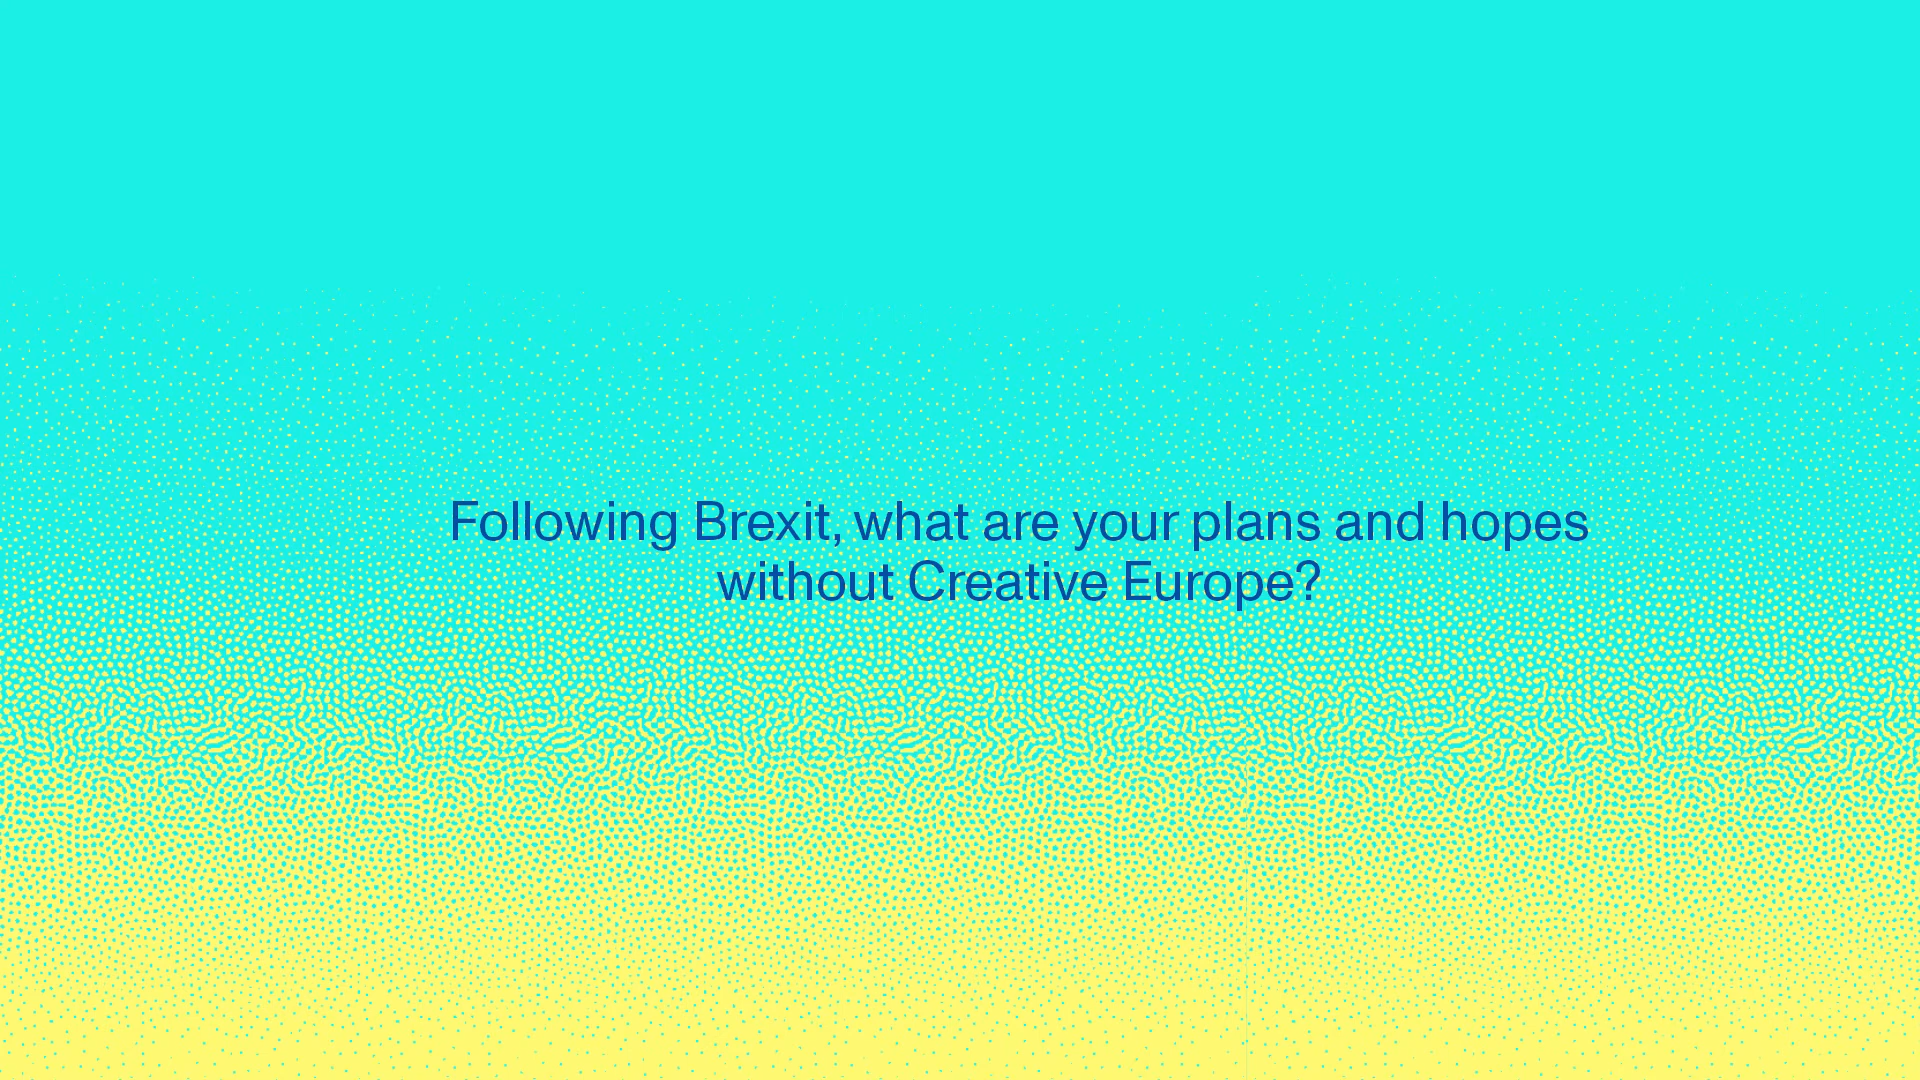 Following Brexit, what are your plans and hopes
without Creative Europe?